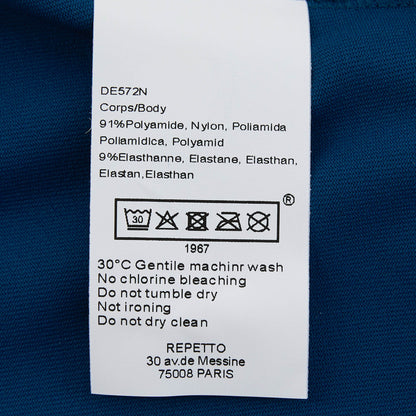 DE572N
Corps/Body
91%Polyamide, Nylon, Poliamida
Poliamidica, Polyamid
9%Elasthanne, Elastane, Elasthan,
Elastan,Elasthan
®
30
1967
30°C Gentile machinr wash
No chlorine bleaching
Do not tumble dry
Not ironing
Do not dry clean
REPETTO
30 av.de Messine
75008 PARIS